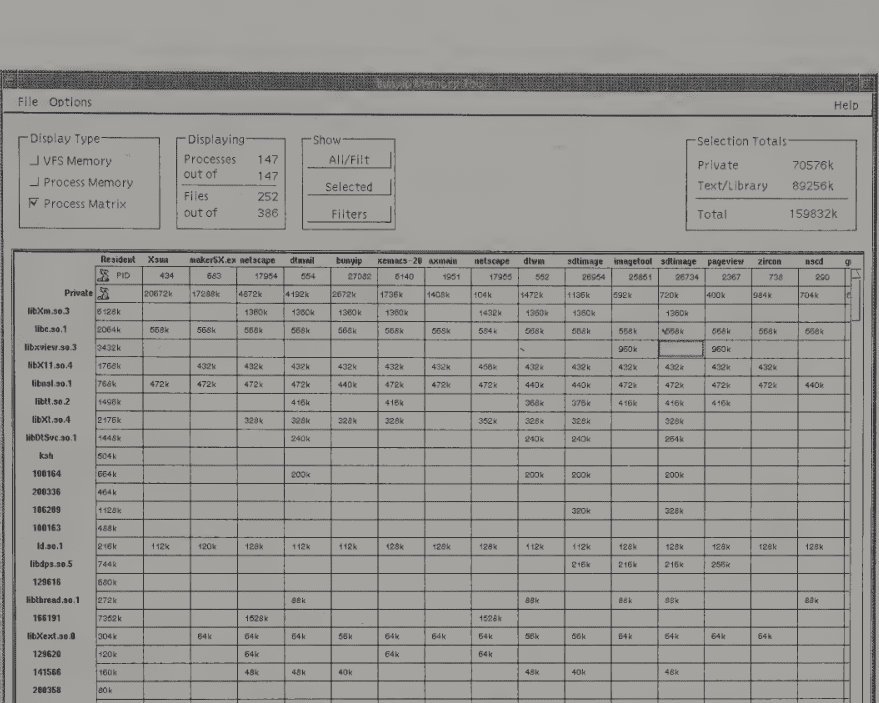 File Options Help
Display Type
VFS Memory
Process Memory
Process Matrix
Displaying
Processes 147
out of 147
Files 252
out of 386
Show
All/Filt
Selected
Filters
Selection Totals
Private 70576k
Text/Library 89256k
Total 159832k
Resident Xsun maker5X.ex netscape dtmail bunyip xemacs-20 axmain netscape dtwm sdtimage imagetool sdtimage pageview zircon nscd
PID 434 683 17954 554 27082 6140 1951 17955 552 26954 25851 26734 2367 738 290
Private 20672k 17288k 4872k 4192k 2672k 1736k 1408k 104k 1472k 1136k 592k 720k 400k 984k 704k
libXm.so.3 6128k 1360k 1360k 1360k 1360k 1432k 1360k 1360k 1360k
libc.so.1 2064k 568k 568k 568k 568k 568k 568k 584k 568k 568k 568k 568k 568k 568k 568k
libxview.so.3 3432k 960k 960k
libX11.so.4 1768k 432k 432k 432k 432k 432k 432k 456k 432k 432k 432k 432k 432k 432k
libnsl.so.1 768k 472k 472k 472k 472k 440k 472k 472k 472k 440k 440k 472k 472k 472k 472k 440k
libtt.so.2 1496k 416k 416k 368k 376k 416k 416k 416k
libXt.so.4 2176k 328k 328k 328k 328k 352k 328k 328k 328k
libDtSvc.so.1 1448k 240k 240k 240k 264k
ksh 504k
100164 664k 200k 200k 200k 200k
200336 464k
106209 1128k 320k 328k
100163 488k
ld.so.1 216k 112k 120k 128k 112k 112k 128k 128k 128k 112k 112k 128k 128k 128k 128k 128k
libdps.so.5 744k 216k 216k 216k 256k
129616 680k
libthread.so.1 272k 88k 88k 88k 88k 88k
166191 7352k 1528k 1528k
libXext.so.0 304k 64k 64k 64k 56k 64k 64k 64k 56k 56k 64k 64k 64k 64k
129620 120k 64k 64k 64k
141586 160k 48k 48k 40k 48k 40k 48k
200358 80k